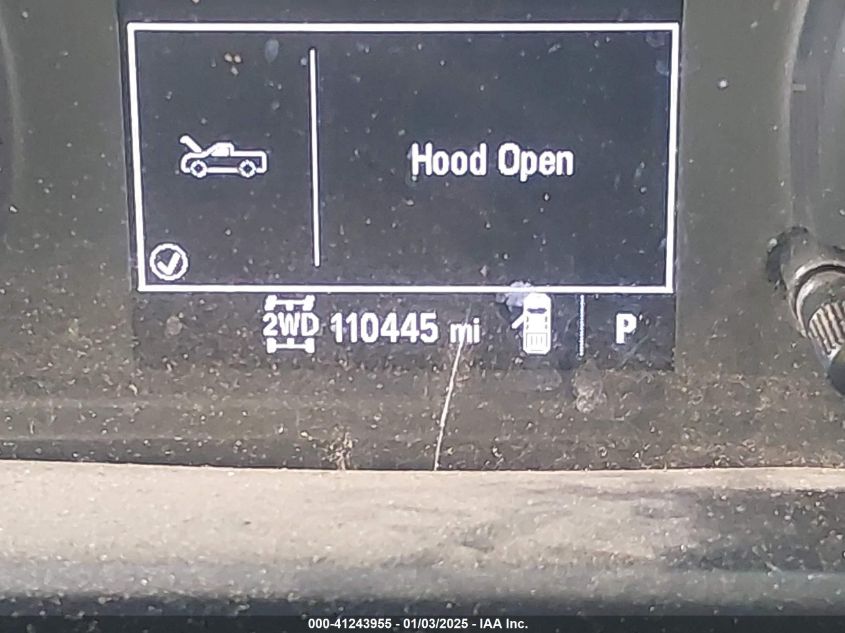 Hood Open
2WD 110445 mi P
000-41243955 - 01/03/2025 - IAA Inc.